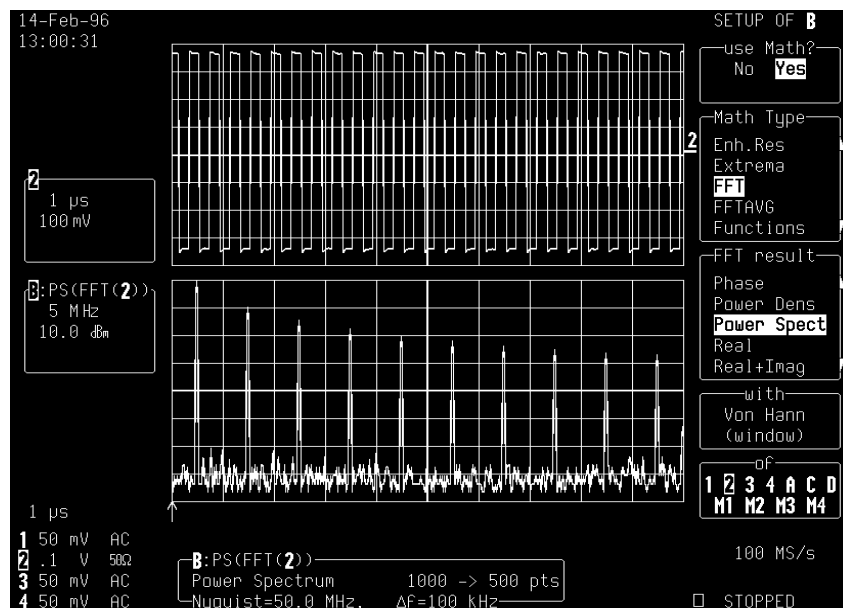 14-Feb-96
13:00:31
2
1 µs
100 mV
B:PS(FFT(2))
5 MHz
10.0 dBm
2
SETUP OF B
use Math?
No Yes
Math Type
Enh.Res
Extrema
FFT
FFTAVG
Functions
FFT result
Phase
Power Dens
Power Spect
Real
Real+Imag
with
Von Hann
(window)
of
1 2 3 4 A C D
M1 M2 M3 M4
1 µs
1 50 mV AC
2 .1 V 50Ω
3 50 mV AC
4 50 mV AC
B:PS(FFT(2))
Power Spectrum 1000 -> 500 pts
Nyquist=50.0 MHz, Δf=100 kHz
100 MS/s
STOPPED